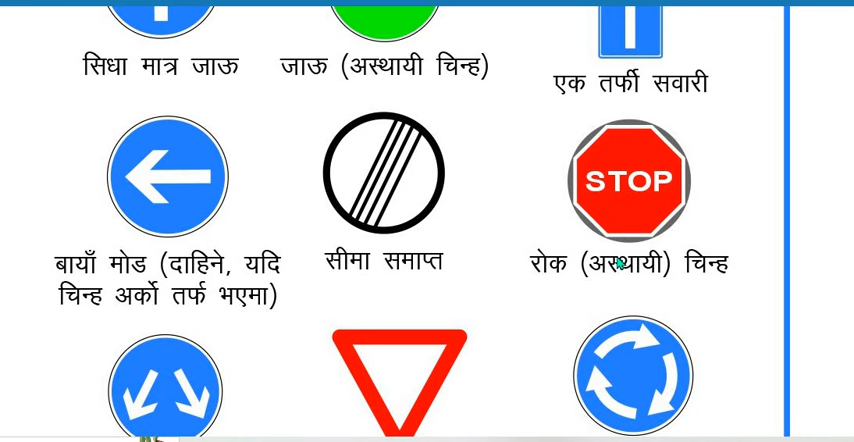 सिधा मात्र जाऊ
जाऊ (अस्थायी चिन्ह)
एक तर्फी सवारी
STOP
बायाँ मोड (दाहिने, यदि
चिन्ह अर्को तर्फ भएमा)
सीमा समाप्त
रोक (अस्थायी) चिन्ह